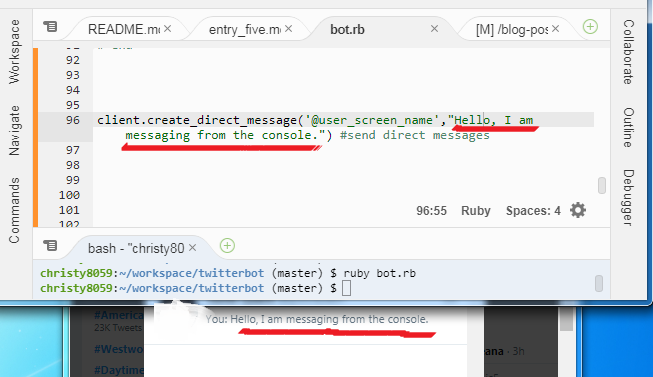 Workspace
Navigate
Commands
README.m
entry_five.m
bot.rb
[M] /blog-pos
Collaborate
Outline
Debugger
92
93
94
95
96 client.create_direct_message('@user_screen_name',"Hello, I am
messaging from the console.") #send direct messages
97
98
99
100
101
102
96:55 Ruby Spaces: 4
bash - "christy80
christy8059:~/workspace/twitterbot (master) $ ruby bot.rb
christy8059:~/workspace/twitterbot (master) $
#America
23K Tweets
#Westwo
#Daytime
You: Hello, I am messaging from the console.
ana · 3h